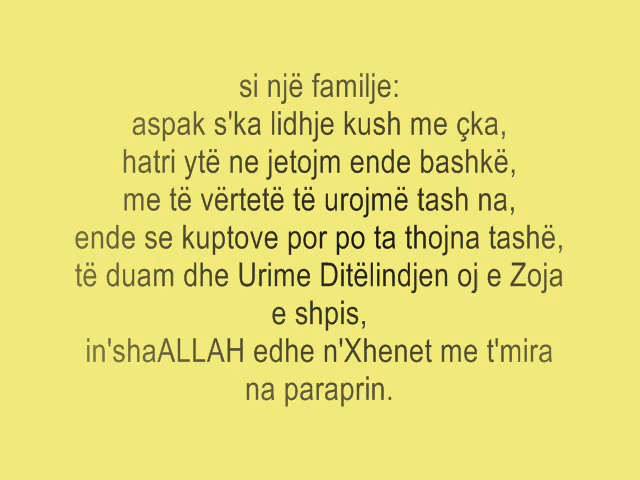 si një familje:
aspak s'ka lidhje kush me çka,
hatri ytë ne jetojm ende bashkë,
me të vërtetë të urojmë tash na,
ende se kuptove por po ta thojna tashë,
të duam dhe Urime Ditëlindjen oj e Zoja
e shpis,
in'shaALLAH edhe n'Xhenet me t'mira
na paraprin.